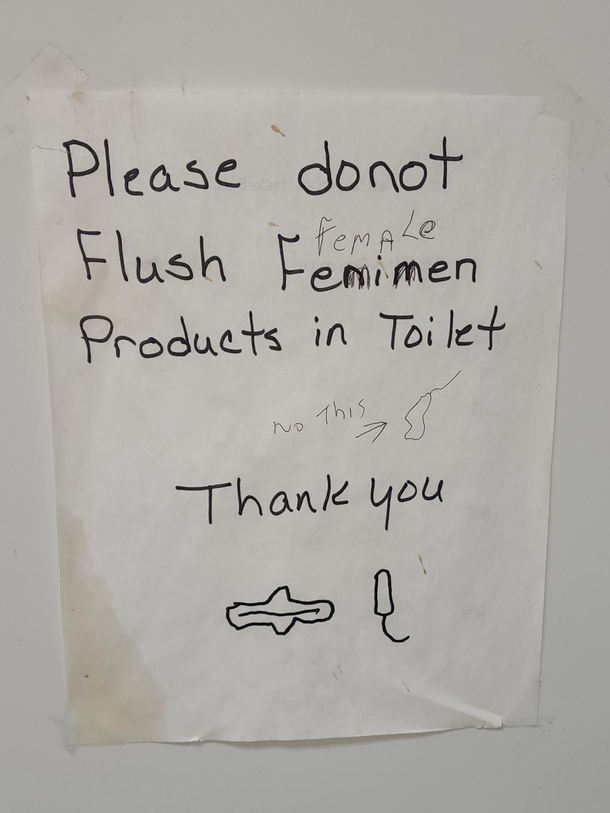 Please donot
FemALe
Flush Femimen
Products in Toilet
No This
Thank you